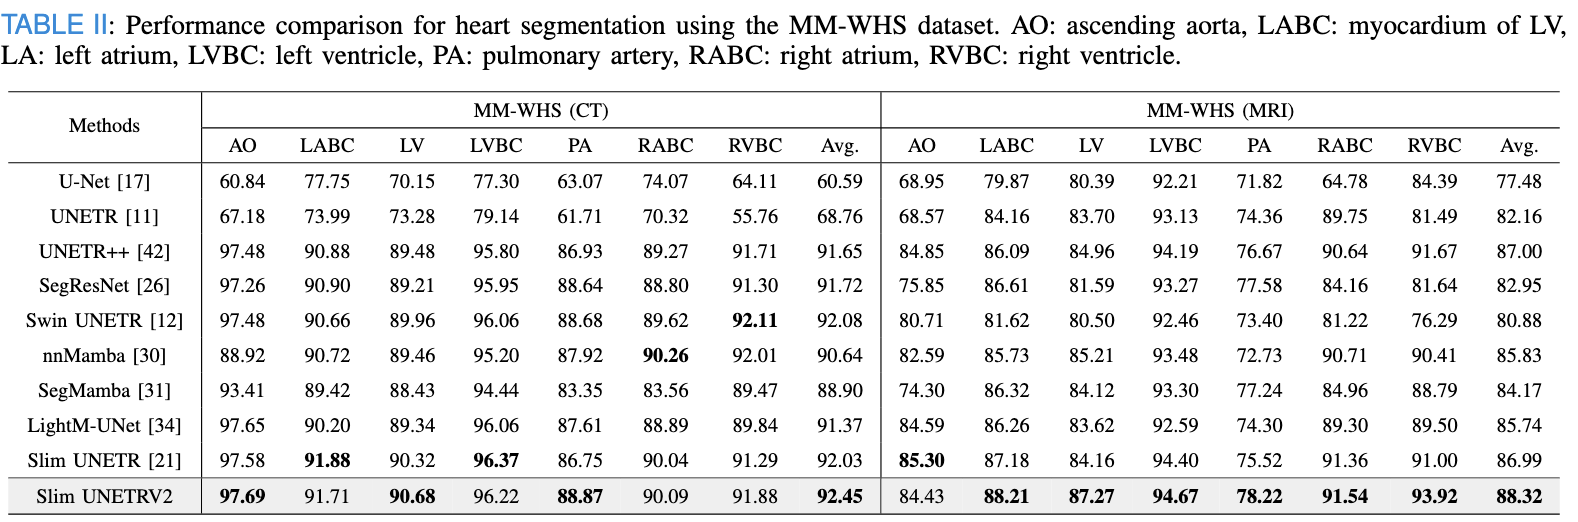 TABLE II: Performance comparison for heart segmentation using the MM-WHS dataset. AO: ascending aorta, LABC: myocardium of LV,
LA: left atrium, LVBC: left ventricle, PA: pulmonary artery, RABC: right atrium, RVBC: right ventricle.
Methods MM-WHS (CT) MM-WHS (MRI)
AO LABC LV LVBC PA RABC RVBC Avg. AO LABC LV LVBC PA RABC RVBC Avg.
U-Net [17] 60.84 77.75 70.15 77.30 63.07 74.07 64.11 60.59 68.95 79.87 80.39 92.21 71.82 64.78 84.39 77.48
UNETR [11] 67.18 73.99 73.28 79.14 61.71 70.32 55.76 68.76 68.57 84.16 83.70 93.13 74.36 89.75 81.49 82.16
UNETR++ [42] 97.48 90.88 89.48 95.80 86.93 89.27 91.71 91.65 84.85 86.09 84.96 94.19 76.67 90.64 91.67 87.00
SegResNet [26] 97.26 90.90 89.21 95.95 88.64 88.80 91.30 91.72 75.85 86.61 81.59 93.27 77.58 84.16 81.64 82.95
Swin UNETR [12] 97.48 90.66 89.96 96.06 88.68 89.62 92.11 92.08 80.71 81.62 80.50 92.46 73.40 81.22 76.29 80.88
nnMamba [30] 88.92 90.72 89.46 95.20 87.92 90.26 92.01 90.64 82.59 85.73 85.21 93.48 72.73 90.71 90.41 85.83
SegMamba [31] 93.41 89.42 88.43 94.44 83.35 83.56 89.47 88.90 74.30 86.32 84.12 93.30 77.24 84.96 88.79 84.17
LightM-UNet [34] 97.65 90.20 89.34 96.06 87.61 88.89 89.84 91.37 84.59 86.26 83.62 92.59 74.30 89.30 89.50 85.74
Slim UNETR [21] 97.58 91.88 90.32 96.37 86.75 90.04 91.29 92.03 85.30 87.18 84.16 94.40 75.52 91.36 91.00 86.99
Slim UNETRV2 97.69 91.71 90.68 96.22 88.87 90.09 91.88 92.45 84.43 88.21 87.27 94.67 78.22 91.54 93.92 88.32